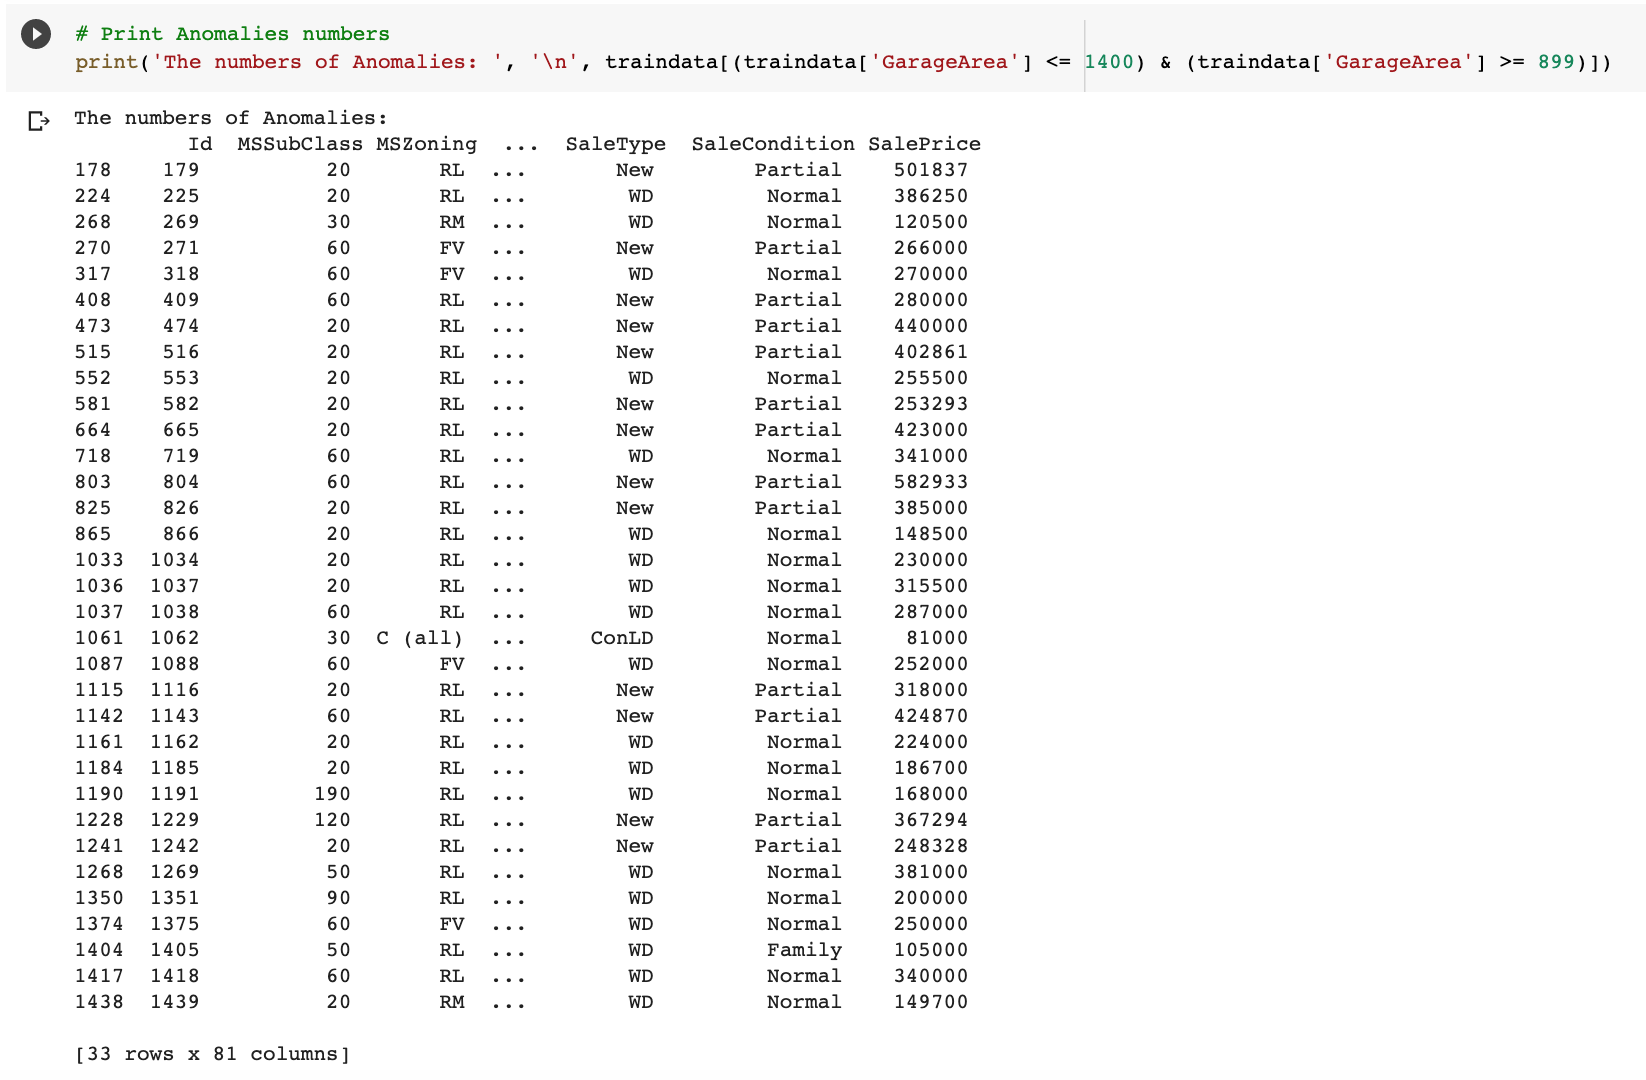 # Print Anomalies numbers
print('The numbers of Anomalies: ', '\n', traindata[(traindata['GarageArea'] <= 1400) & (traindata['GarageArea'] >= 899)])
The numbers of Anomalies:
Id MSSubClass MSZoning ... SaleType SaleCondition SalePrice
178 179 20 RL ... New Partial 501837
224 225 20 RL ... WD Normal 386250
268 269 30 RM ... WD Normal 120500
270 271 60 FV ... New Partial 266000
317 318 60 FV ... WD Normal 270000
408 409 60 RL ... New Partial 280000
473 474 20 RL ... New Partial 440000
515 516 20 RL ... New Partial 402861
552 553 20 RL ... WD Normal 255500
581 582 20 RL ... New Partial 253293
664 665 20 RL ... New Partial 423000
718 719 60 RL ... WD Normal 341000
803 804 60 RL ... New Partial 582933
825 826 20 RL ... New Partial 385000
865 866 20 RL ... WD Normal 148500
1033 1034 20 RL ... WD Normal 230000
1036 1037 20 RL ... WD Normal 315500
1037 1038 60 RL ... WD Normal 287000
1061 1062 30 C (all) ... ConLD Normal 81000
1087 1088 60 FV ... WD Normal 252000
1115 1116 20 RL ... New Partial 318000
1142 1143 60 RL ... New Partial 424870
1161 1162 20 RL ... WD Normal 224000
1184 1185 20 RL ... WD Normal 186700
1190 1191 190 RL ... WD Normal 168000
1228 1229 120 RL ... New Partial 367294
1241 1242 20 RL ... New Partial 248328
1268 1269 50 RL ... WD Normal 381000
1350 1351 90 RL ... WD Normal 200000
1374 1375 60 FV ... WD Normal 250000
1404 1405 50 RL ... WD Family 105000
1417 1418 60 RL ... WD Normal 340000
1438 1439 20 RM ... WD Normal 149700
[33 rows x 81 columns]